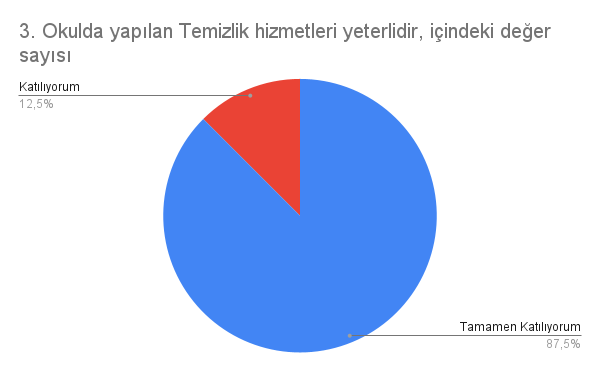 3. Okulda yapılan Temizlik hizmetleri yeterlidir, içindeki değer
sayısı
Katılıyorum
12,5%
Tamamen Katılıyorum
87,5%